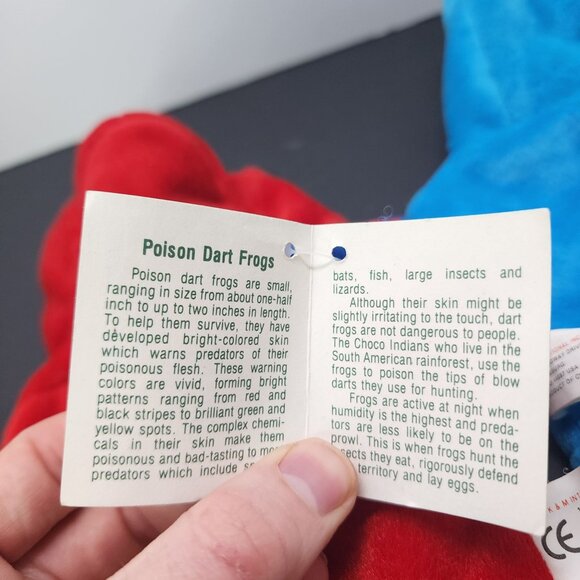 Poison Dart Frogs
Poison dart frogs are small,
ranging in size from about one-half
inch to up to two inches in length.
To help them survive, they have
developed bright-colored skin
which warns predators of their
poisonous flesh. These warning
colors are vivid, forming bright
patterns ranging from red and
black stripes to brilliant green and
yellow spots. The complex chemi-
cals in their skin make them
poisonous and bad-tasting to most
predators which include
bats, fish, large insects and
lizards.
Although their skin might be
slightly irritating to the touch, dart
frogs are not dangerous to people.
The Choco Indians who live in the
South American rainforest, use the
frogs to poison the tips of blow
darts they use for hunting.
Frogs are active at night when
humidity is the highest and preda-
tors are less likely to be on the
prowl. This is when frogs hunt the
they eat, rigorously defend
territory and lay eggs.
CE